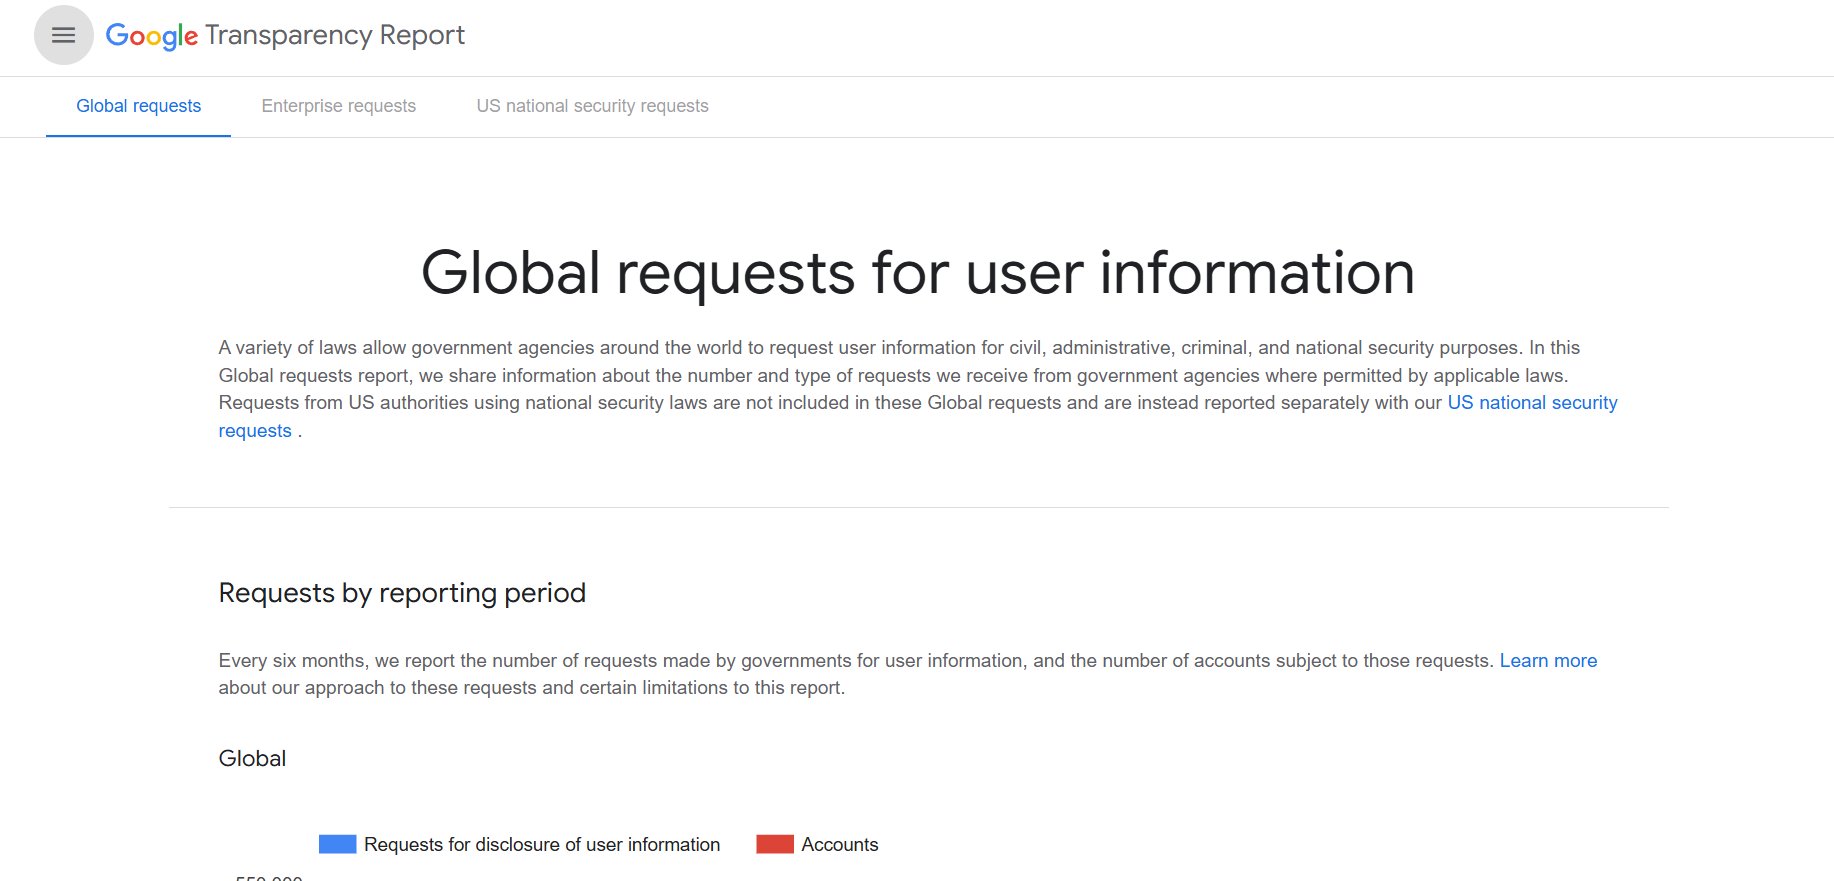 Google Transparency Report
Global requests
Enterprise requests
US national security requests
Global requests for user information
A variety of laws allow government agencies around the world to request user information for civil, administrative, criminal, and national security purposes. In this
Global requests report, we share information about the number and type of requests we receive from government agencies where permitted by applicable laws.
Requests from US authorities using national security laws are not included in these Global requests and are instead reported separately with our US national security
requests .
Requests by reporting period
Every six months, we report the number of requests made by governments for user information, and the number of accounts subject to those requests. Learn more
about our approach to these requests and certain limitations to this report.
Global
Requests for disclosure of user information
Accounts